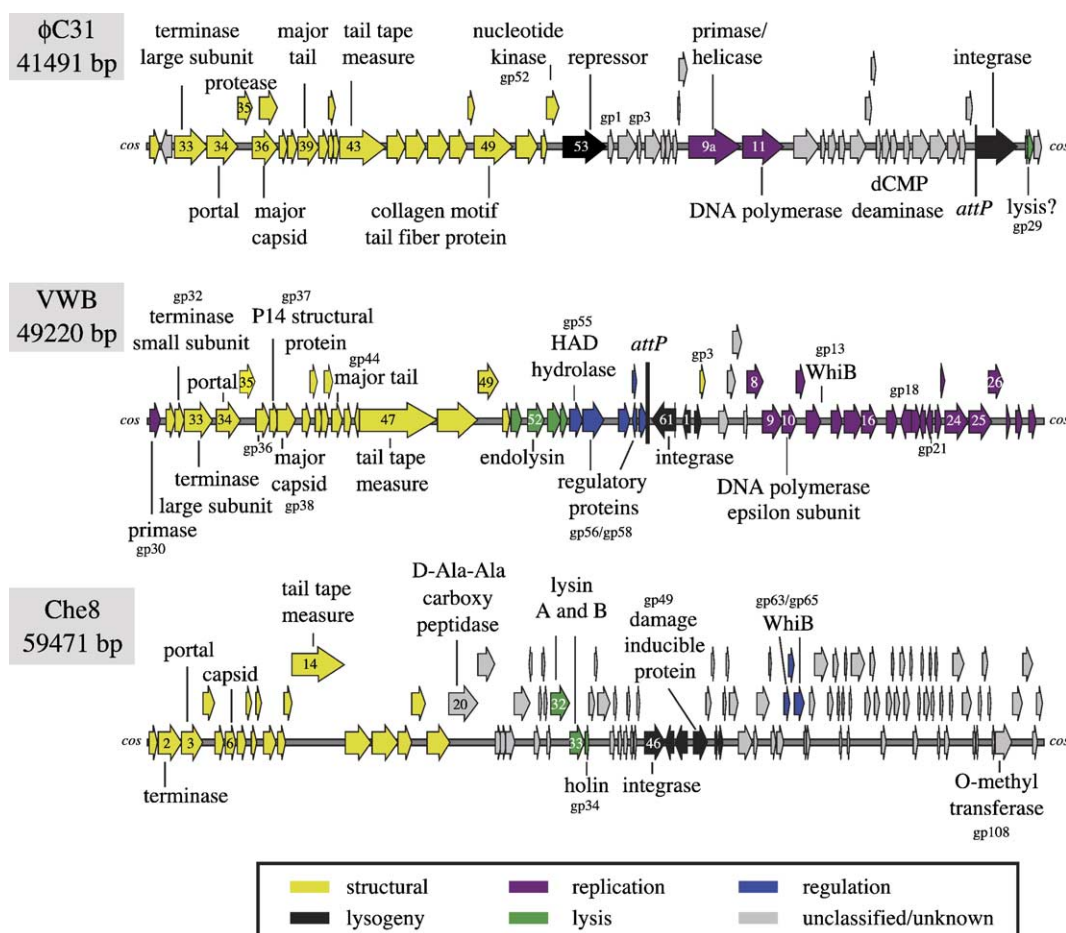 ϕC31
41491 bp
terminase
large subunit
protease
major
tail
tail tape
measure
nucleotide
kinase
gp52
repressor
gp1
gp3
primase/
helicase
integrase
35
cos
33
34
36
39
43
49
53
9a
11
cos
portal
major
capsid
collagen motif
tail fiber protein
DNA polymerase
dCMP
deaminase
attP
lysis?
gp29
VWB
49220 bp
gp32
terminase
small subunit
portal
gp37
P14 structural
protein
gp44
major tail
gp55
HAD
hydrolase
attP
gp3
gp13
WhiB
gp18
35
49
8
26
33
34
47
52
61
1
9
10
16
24
25
gp21
primase
gp30
terminase
large subunit
gp36
major
capsid
gp38
tail tape
measure
endolysin
regulatory
proteins
gp56/gp58
integrase
DNA polymerase
epsilon subunit
Che8
59471 bp
portal
capsid
tail tape
measure
D-Ala-Ala
carboxy
peptidase
lysin
A and B
gp49
damage
inducible
protein
gp63/gp65
WhiB
14
20
32
cos
2
3
6
33
46
cos
terminase
holin
gp34
integrase
O-methyl
transferase
gp108
structural
replication
regulation
lysogeny
lysis
unclassified/unknown